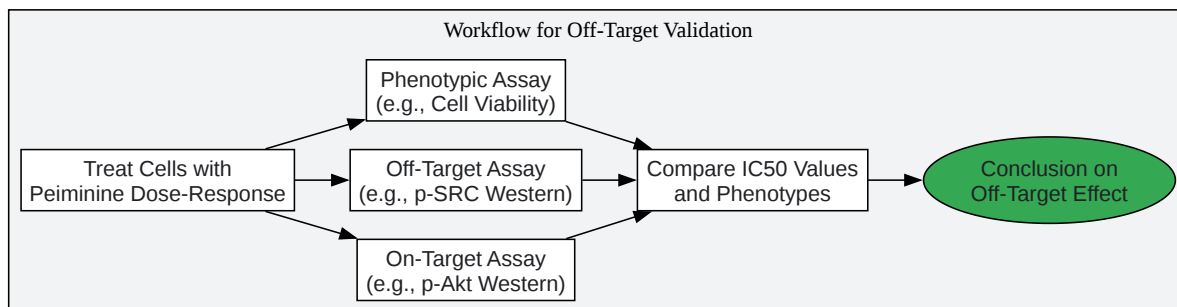 Workflow for Off-Target Validation
Treat Cells with
Peiminine Dose-Response
Phenotypic Assay
(e.g., Cell Viability)
Off-Target Assay
(e.g., p-SRC Western)
On-Target Assay
(e.g., p-Akt Western)
Compare IC50 Values
and Phenotypes
Conclusion on
Off-Target Effect